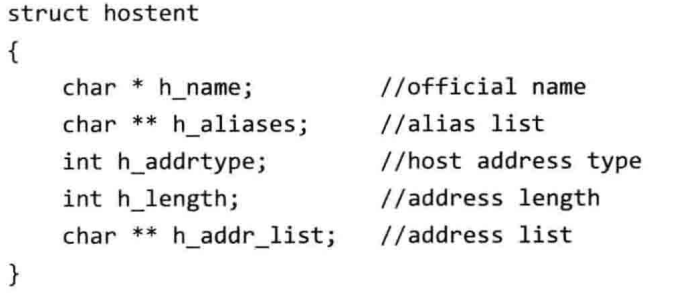 struct hostent
{
    char * h_name;          //official name
    char ** h_aliases;      //alias list
    int h_addrtype;         //host address type
    int h_length;           //address length
    char ** h_addr_list;    //address list
}